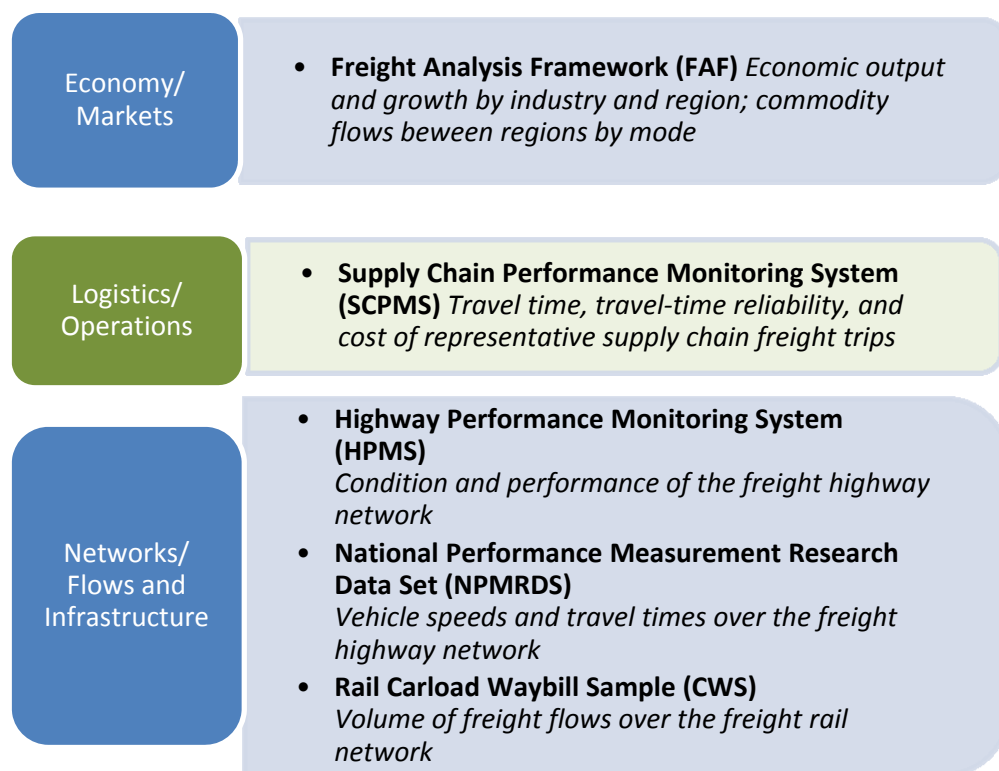 Economy/
Markets
• Freight Analysis Framework (FAF) Economic output
and growth by industry and region; commodity
flows beween regions by mode
Logistics/
Operations
• Supply Chain Performance Monitoring System
(SCPMS) Travel time, travel-time reliability, and
cost of representative supply chain freight trips
Networks/
Flows and
Infrastructure
• Highway Performance Monitoring System
(HPMS)
Condition and performance of the freight highway
network
• National Performance Measurement Research
Data Set (NPMRDS)
Vehicle speeds and travel times over the freight
highway network
• Rail Carload Waybill Sample (CWS)
Volume of freight flows over the freight rail
network